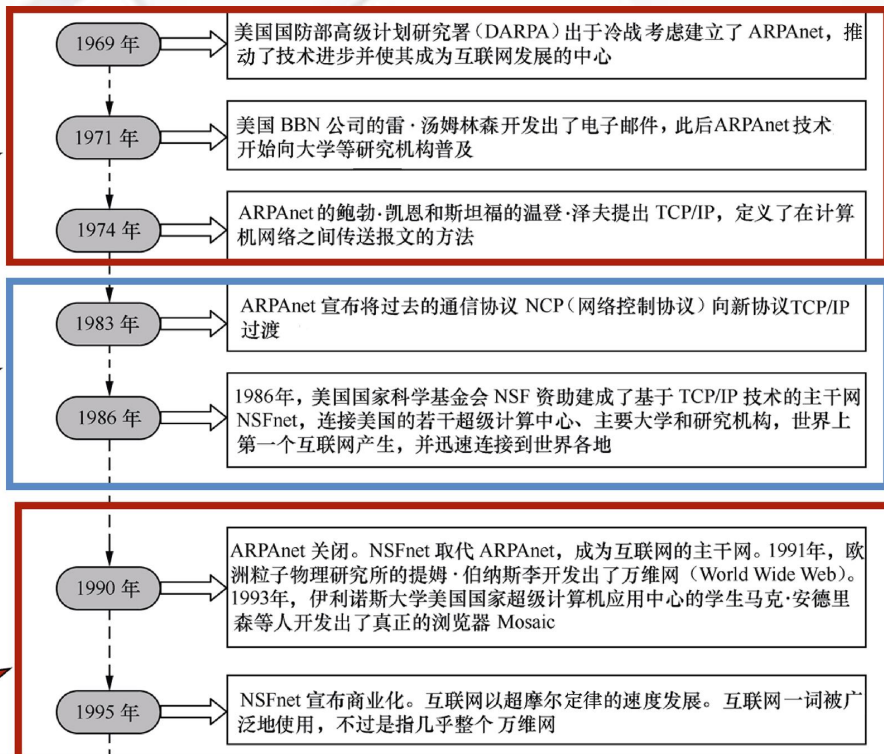 1969 年
美国国防部高级计划研究署（DARPA）出于冷战考虑建立了 ARPAnet，推
动了技术进步并使其成为互联网发展的中心
1971 年
美国 BBN 公司的雷·汤姆林森开发出了电子邮件，此后ARPAnet 技术
开始向大学等研究机构普及
1974 年
ARPAnet 的鲍勃·凯恩和斯坦福的温登·泽夫提出 TCP/IP，定义了在计算
机网络之间传送报文的方法
1983 年
ARPAnet 宣布将过去的通信协议 NCP（网络控制协议）向新协议TCP/IP
过渡
1986 年
1986年，美国国家科学基金会 NSF 资助建成了基于 TCP/IP 技术的主干网
NSFnet，连接美国的若干超级计算中心、主要大学和研究机构，世界上
第一个互联网产生，并迅速连接到世界各地
1990 年
ARPAnet 关闭。NSFnet 取代 ARPAnet，成为互联网的主干网。1991年，欧
洲粒子物理研究所的提姆·伯纳斯李开发出了万维网（World Wide Web）。
1993年，伊利诺斯大学美国国家超级计算机应用中心的学生马克·安德里
森等人开发出了真正的浏览器 Mosaic
1995 年
NSFnet 宣布商业化。互联网以超摩尔定律的速度发展。互联网一词被广
泛地使用，不过是指几乎整个万维网